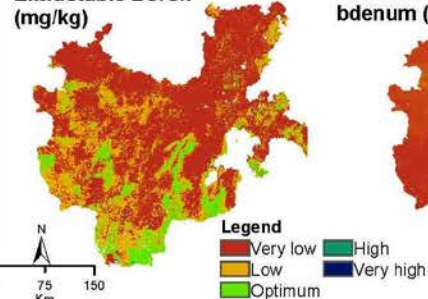 (mg/kg)
bdenum (
N
75
150
Km
Legend
Very low
High
Low
Very high
Optimum